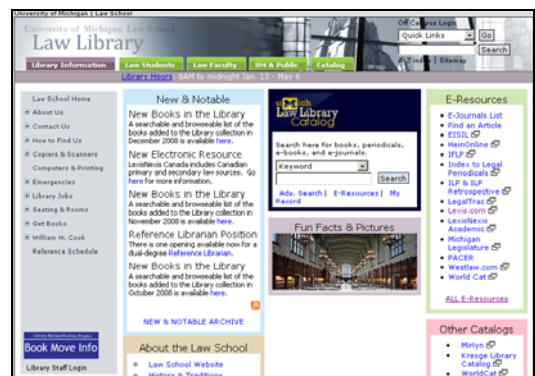 University of Michigan | Law School
University of Michigan Law School
Law Library
Off Campus Login
Quick Links
Go
Search
A-Z Index | Sitemap
Library Information
Law Students
Law Faculty
UM & Public
Catalog
Library Hours 8AM to midnight Jan. 13 - May 6
Law School Home
About Us
Contact Us
How to Find Us
Copiers & Scanners
Computers & Printing
Emergencies
Library Jobs
Seating & Rooms
Get Books
William W. Cook
Reference Schedule
Book Move Info
Library Staff Login
New & Notable
New Books in the Library
A searchable and browseable list of the
books added to the Library collection in
December 2008 is available here.
New Electronic Resource
LexisNexis Canada includes Canadian
primary and secondary law sources. Go
here for more information.
New Books in the Library
A searchable and browseable list of the
books added to the Library collection in
November 2008 is available here.
Reference Librarian Position
There is one opening available now for a
dual-degree Reference Librarian.
New Books in the Library
A searchable and browseable list of the
books added to the Library collection in
October 2008 is available here.
NEW & NOTABLE ARCHIVE
About the Law School
Law School Website
History & Traditions
umich
Law Library
Catalog
Search here for books, periodicals,
e-books, and e-journals.
Keyword
Search
Adv. Search | E-Resources | My
Record
Fun Facts & Pictures
E-Resources
E-Journals List
Find an Article
EISIL
HeinOnline
IFLP
Index to Legal
Periodicals
ILP & ILP
Retrospective
LegalTrac
Lexis.com
LexisNexis
Academic
Michigan
Legislature
PACER
Westlaw.com
World Cat
ALL E-Resources
Other Catalogs
Mirlyn
Kresge Library
Catalog
WorldCat